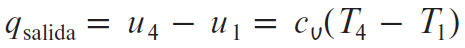 q_salida = u_4 − u_1 = c_υ(T_4 − T_1)